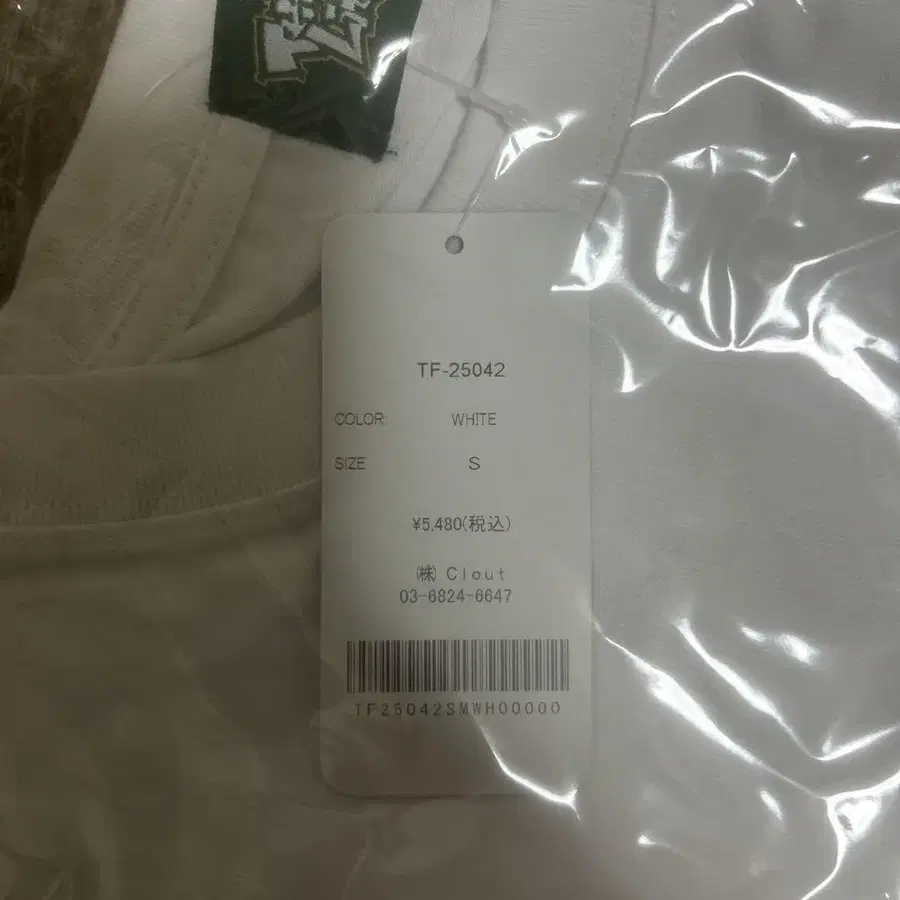 TF-25042
COLOR: WHITE
SIZE S
¥5,480(税込)
㈱ Clout
03-6824-6647
TF25042SMWH00000